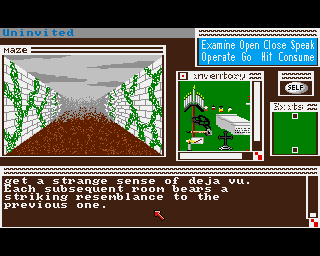 Uninvited
Examine Open Close Speak
Operate Go Hit Consume
Maze
inventory
SELF
Exits
get a strange sense of deja vu.
Each subsequent room bears a
striking resemblance to the
previous one.